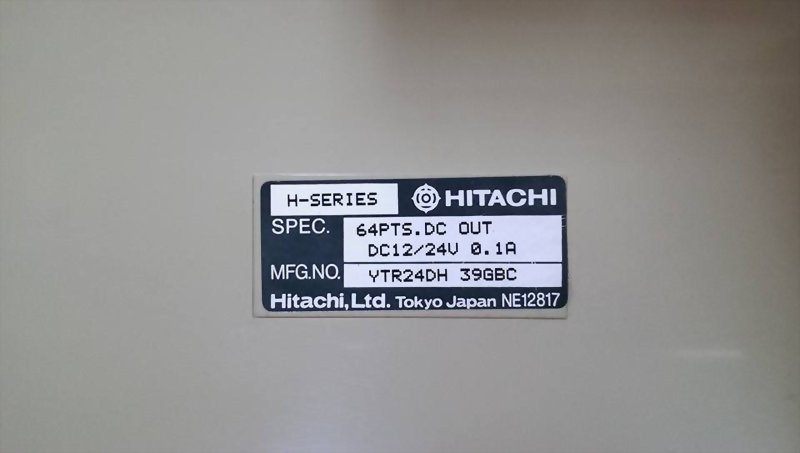 H-SERIES HITACHI
SPEC. 64PTS.DC OUT
DC12/24V 0.1A
MFG.NO. YTR24DH 39GBC
Hitachi,Ltd. Tokyo Japan NE12817